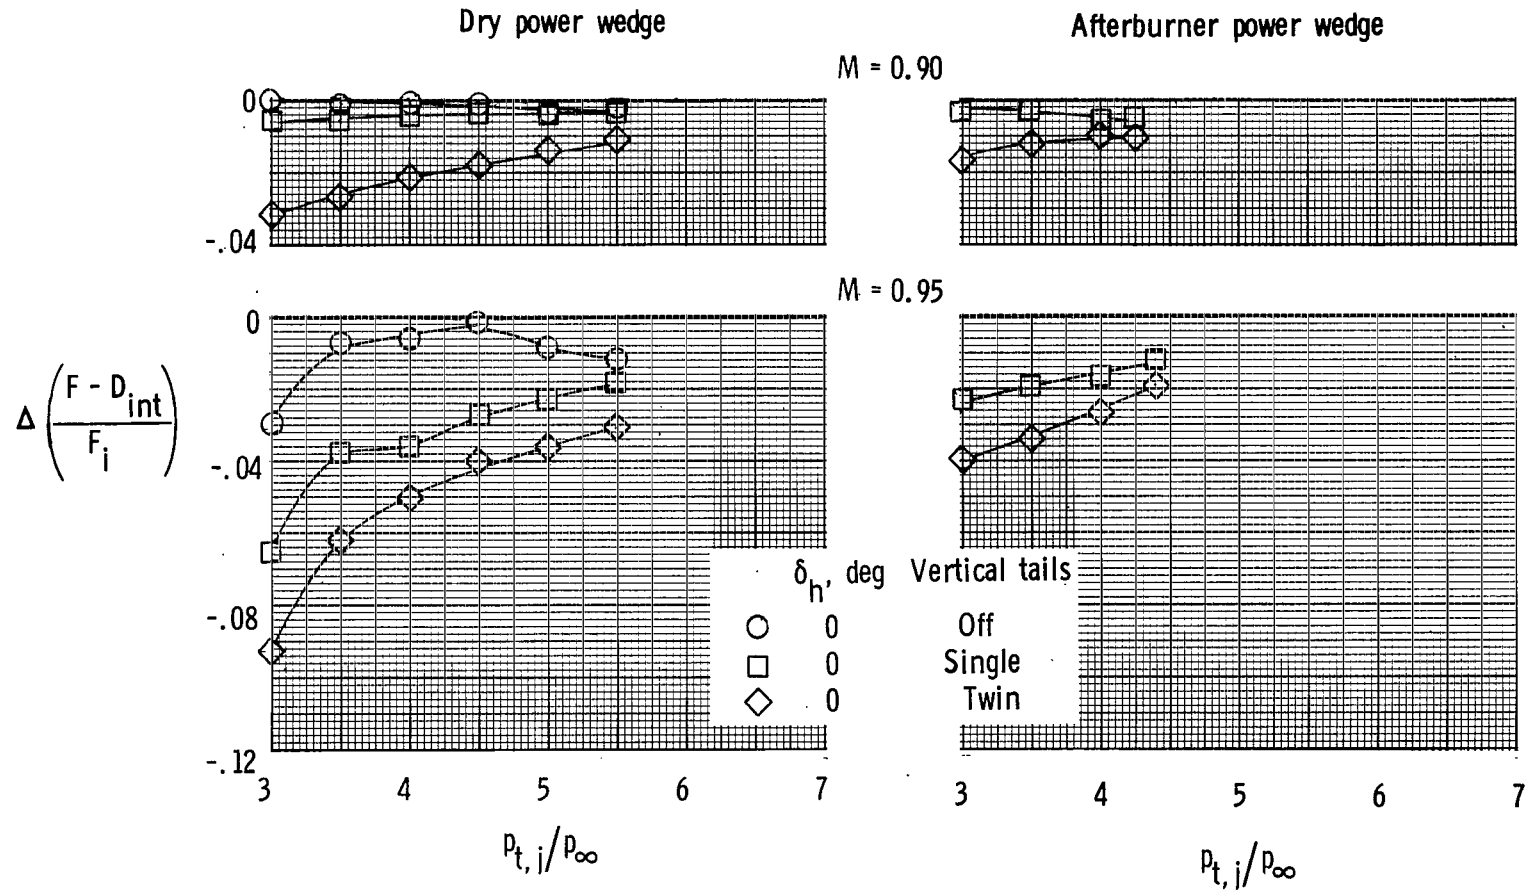 Dry power wedge
Afterburner power wedge
M = 0.90
0
-.04
M = 0.95
0
-.04
-.08
-.12
Δ (F - D_int / F_i)
δ_h, deg Vertical tails
0 Off
0 Single
0 Twin
3 4 5 6 7
3 4 5 6 7
p_t,j/p_∞
p_t,j/p_∞